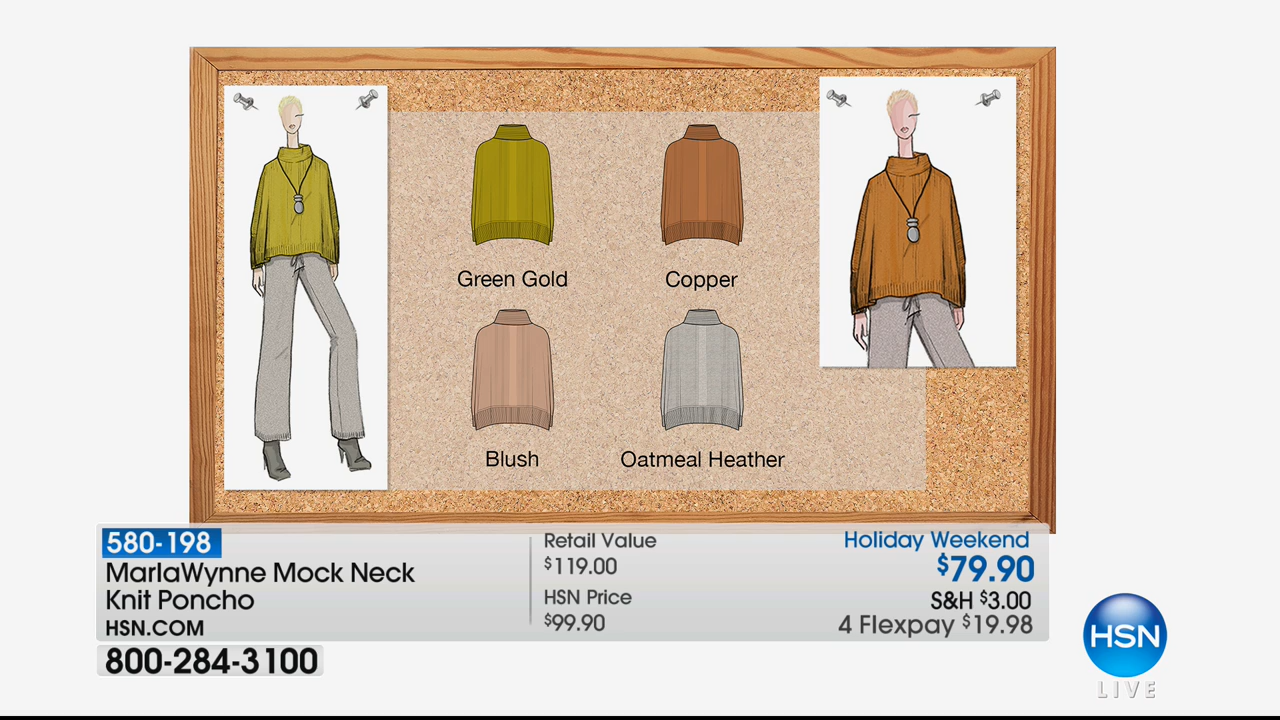 Green Gold
Copper
Blush
Oatmeal Heather
580-198
MarlaWynne Mock Neck
Knit Poncho
HSN.COM
800-284-3100
Retail Value
$119.00
HSN Price
$99.90
Holiday Weekend
$79.90
S&H $3.00
4 Flexpay $19.98
HSN
LIVE